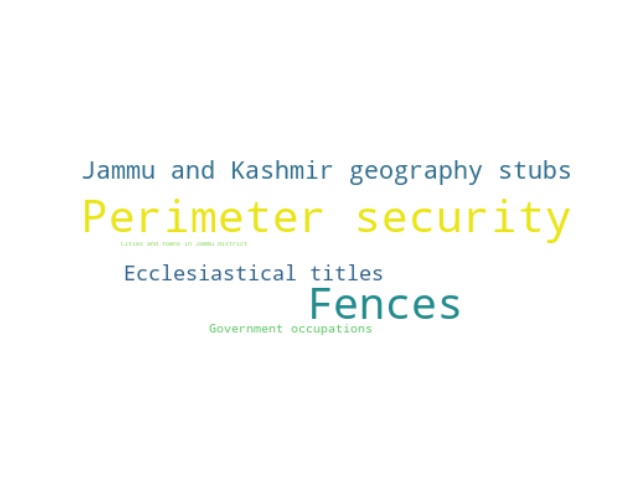 Jammu and Kashmir geography stubs
Perimeter security
Cities and towns in Jammu district
Ecclesiastical titles
Fences
Government occupations